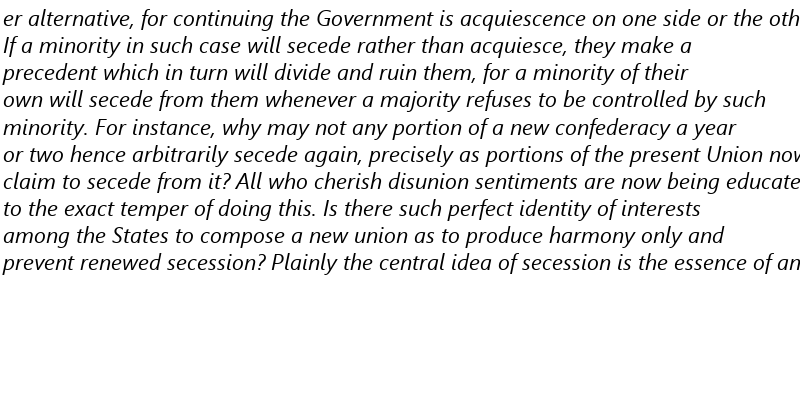 er alternative, for continuing the Government is acquiescence on one side or the oth
If a minority in such case will secede rather than acquiesce, they make a
precedent which in turn will divide and ruin them, for a minority of their
own will secede from them whenever a majority refuses to be controlled by such
minority. For instance, why may not any portion of a new confederacy a year
or two hence arbitrarily secede again, precisely as portions of the present Union now
claim to secede from it? All who cherish disunion sentiments are now being educate
to the exact temper of doing this. Is there such perfect identity of interests
among the States to compose a new union as to produce harmony only and
prevent renewed secession? Plainly the central idea of secession is the essence of an